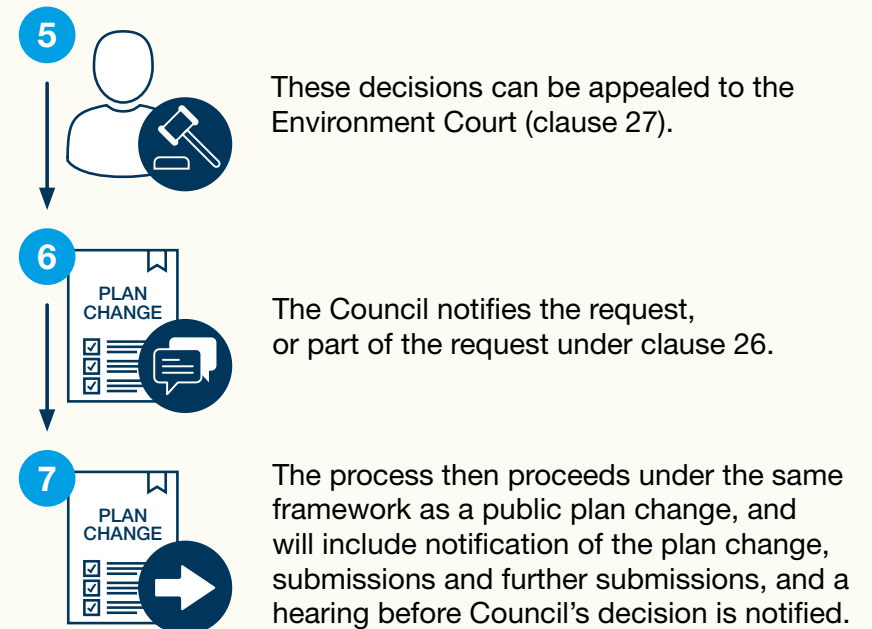 5
These decisions can be appealed to the
Environment Court (clause 27).
6
PLAN
CHANGE
The Council notifies the request,
or part of the request under clause 26.
7
PLAN
CHANGE
The process then proceeds under the same
framework as a public plan change, and
will include notification of the plan change,
submissions and further submissions, and a
hearing before Council’s decision is notified.